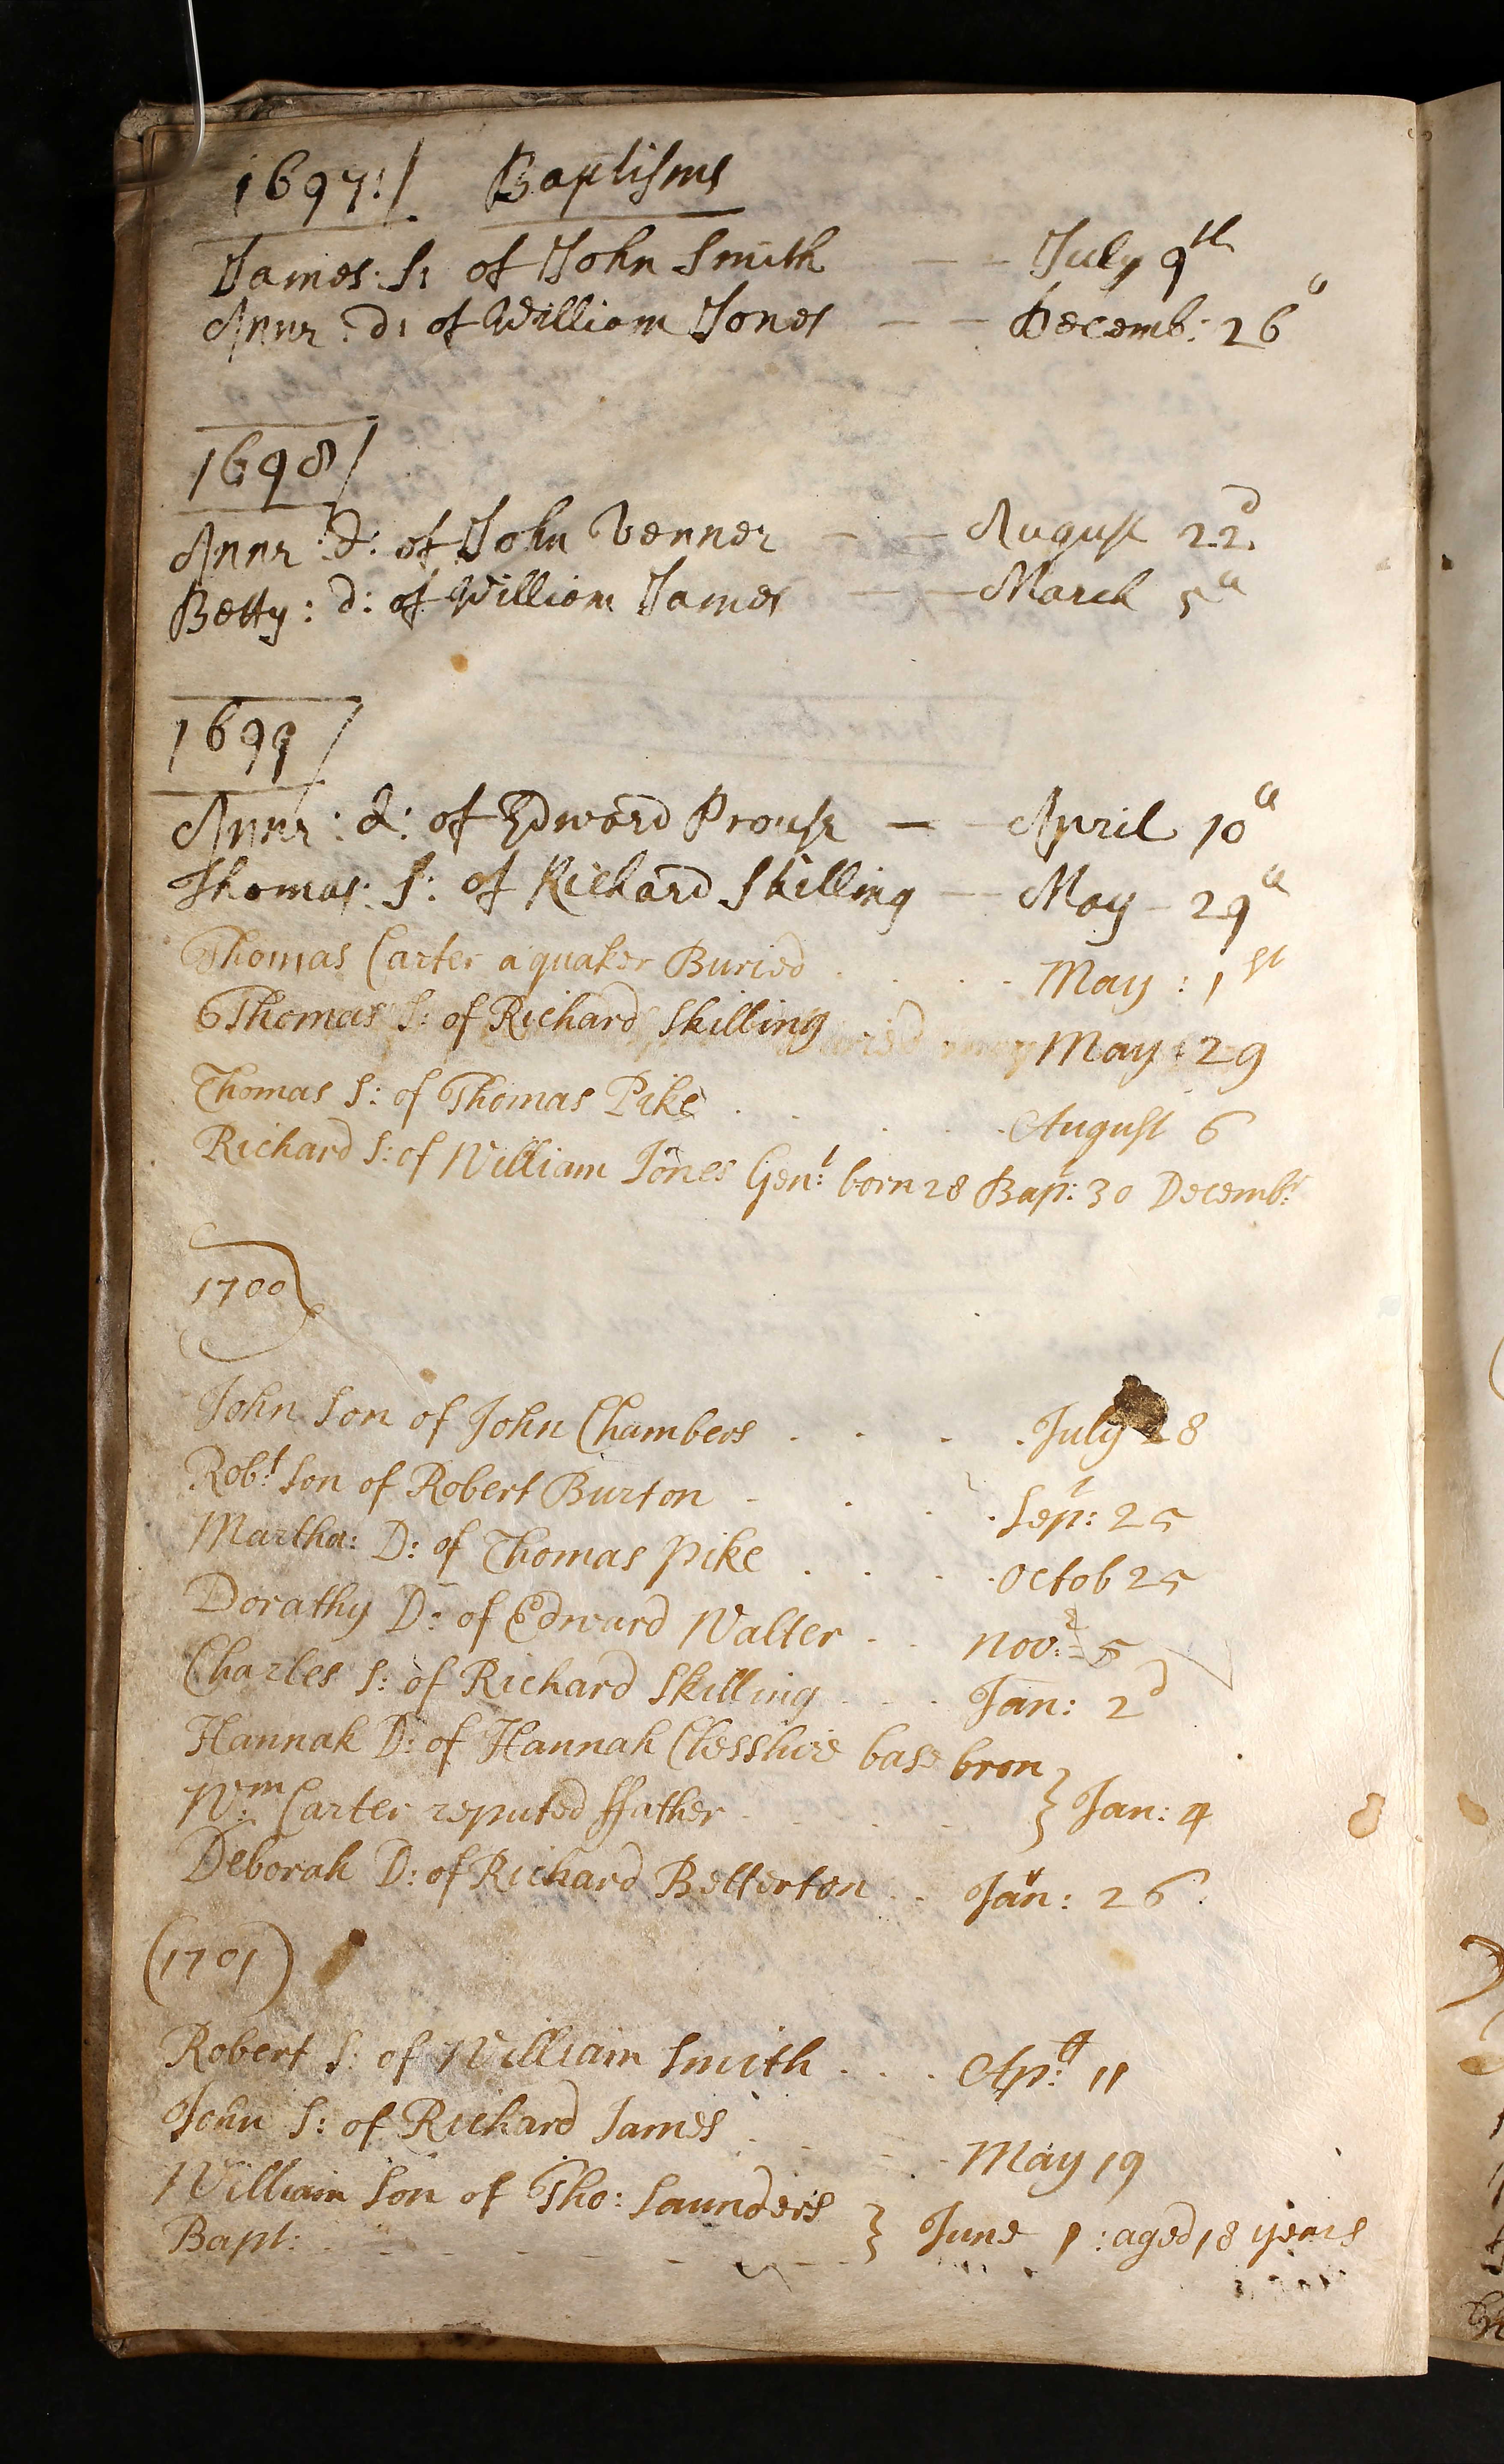 1697:/ Baptisms
James: S: of John Smith - - July 9th
Anne: d: of William Jones - - Decemb: 26
1698/
Anne: d: of John Venner - - August 22d
Betty: d: of William James - - March 5th
1699/
Anne: d: of Edward Prouse - - April 10th
Thomas: S: of Richard Skilling - May - 29th
Thomas Carter a quaker Buried . . . May: 1st
Thomas S: of Richard Skilling May: 29
Thomas S: of Thomas Pike . . . August 6
Richard S: of William Jones Gent: born 28 Bapt: 30 Decembr:
1700
John Son of John Chambers . . . July 28
Robt: Son of Robert Burton - . . Sept: 25
Martha: D: of Thomas Pike . . . Octob 25
Dorathy D: of Edward Walter . . Novr: 5
Charles S: of Richard Skilling . . . Jan: 2d
Hannah D: of Hannah Chesshire base bron
Wm: Carter reputed ffather . . . } Jan: 4
Deborah D: of Richard Betterton . . Jan: 26
(1701)
Robert S: of William Smith . . . Apll: 11
John S: of Richard James . . . May 19
William Son of Tho: Saunders
Bapt: - - - } June 1: aged 18 years